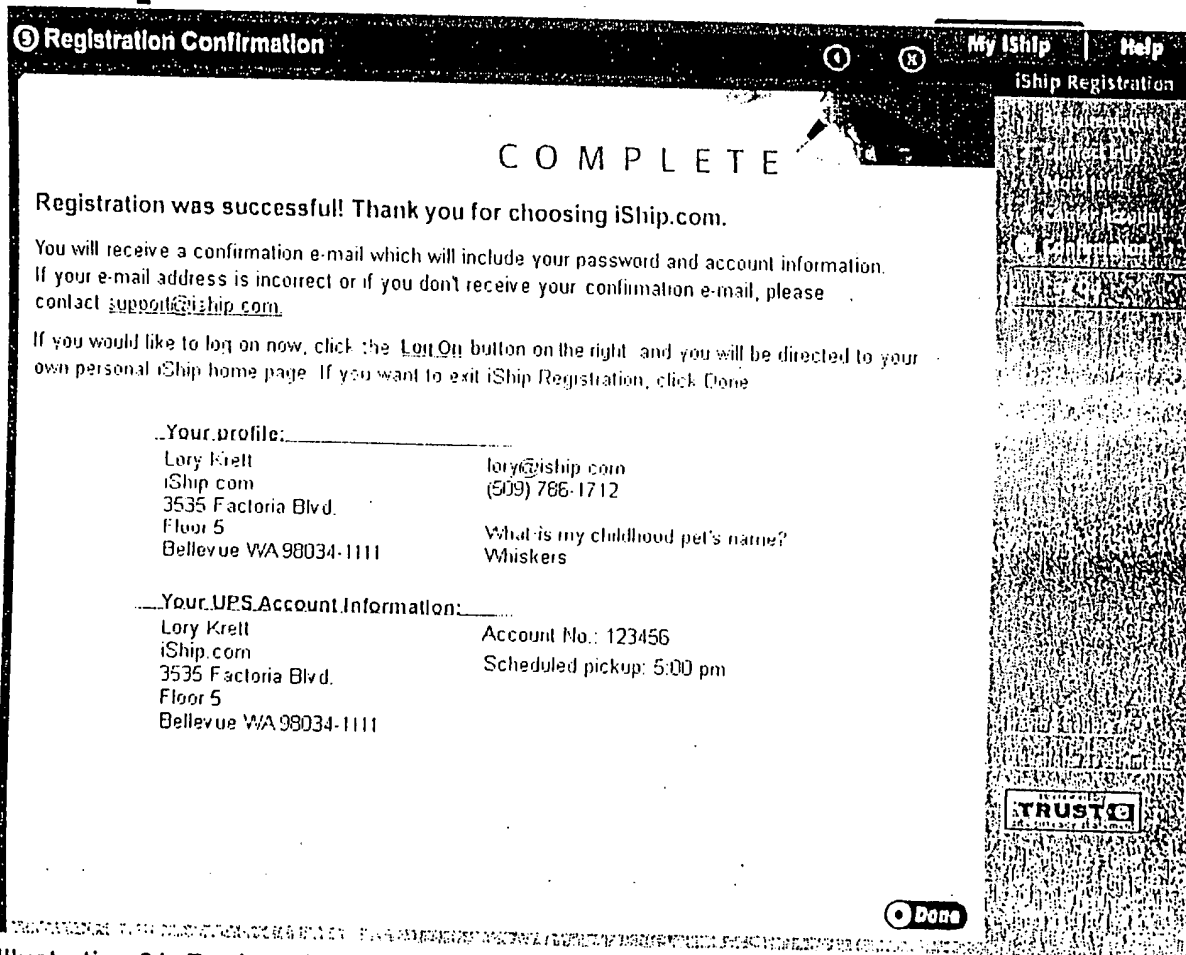 5 Registration Confirmation
My iShip | Help
iShip Registration
Confirmation
COMPLETE
Registration was successful! Thank you for choosing iShip.com.
You will receive a confirmation e-mail which will include your password and account information.
If your e-mail address is incorrect or if you don't receive your confirmation e-mail, please
contact support@iship.com.
If you would like to log on now, click the Log On button on the right and you will be directed to your
own personal iShip home page. If you want to exit iShip Registration, click Done
Your profile:
Lory Krett
iShip.com
3535 Factoria Blvd.
Floor 5
Bellevue WA 98034-1111
lory@iship.com
(509) 786-1712
What is my childhood pet's name?
Whiskers
Your UPS Account Information:
Lory Krett
iShip.com
3535 Factoria Blvd.
Floor 5
Bellevue WA 98034-1111
Account No.: 123456
Scheduled pickup: 5:00 pm
TRUSTe
Done